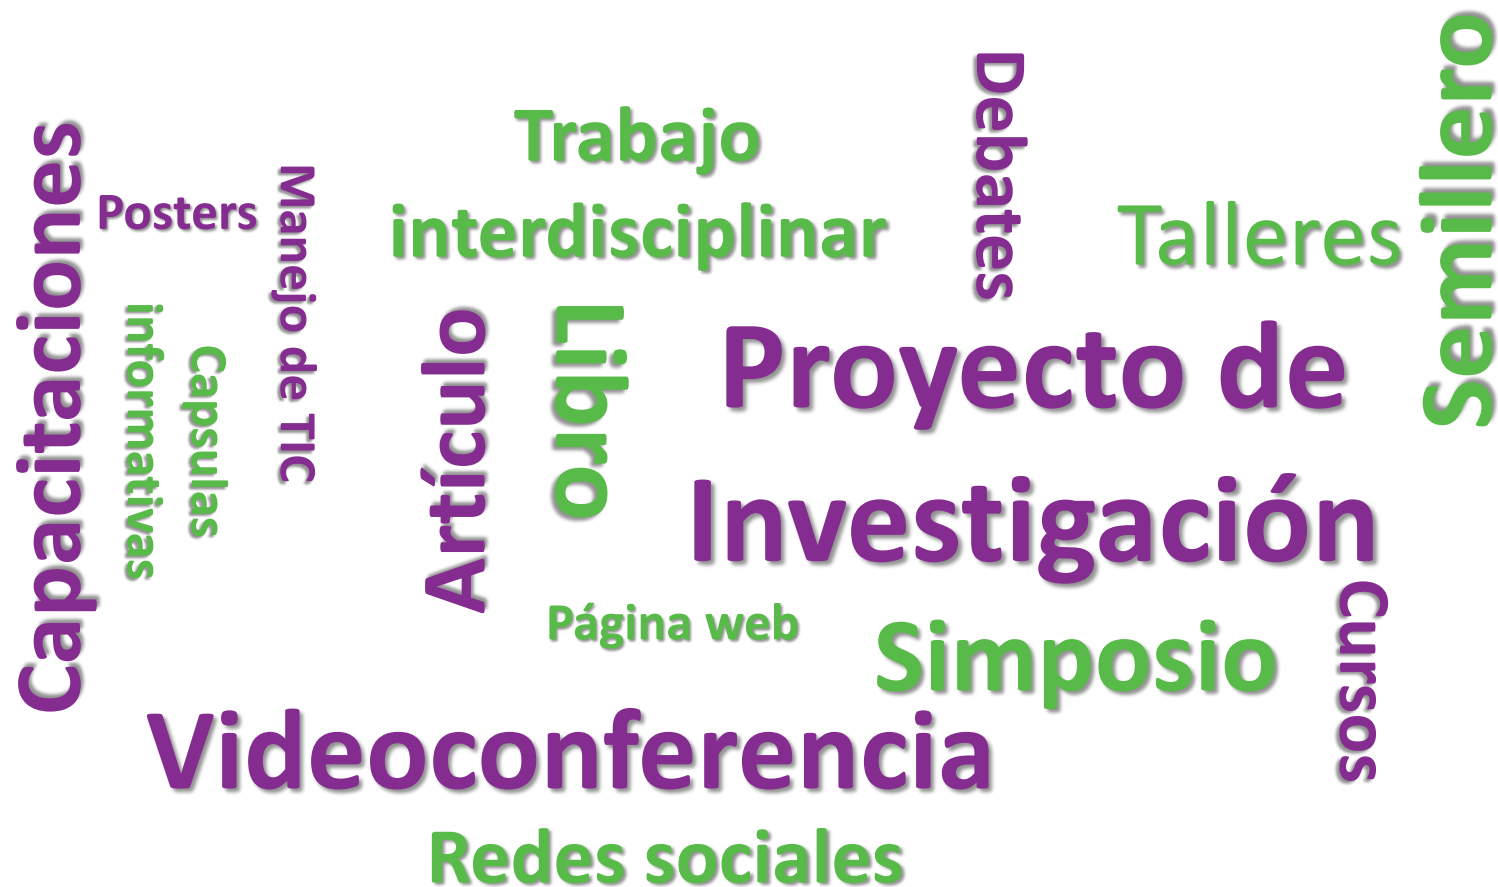 Capacitaciones
Posters
Manejo de TIC
Capsulas
informativas
Trabajo
interdisciplinar
Debates
Talleres
Semillero
Artículo
Libro
Proyecto de
Investigación
Página web
Simposio
Cursos
Videoconferencia
Redes sociales